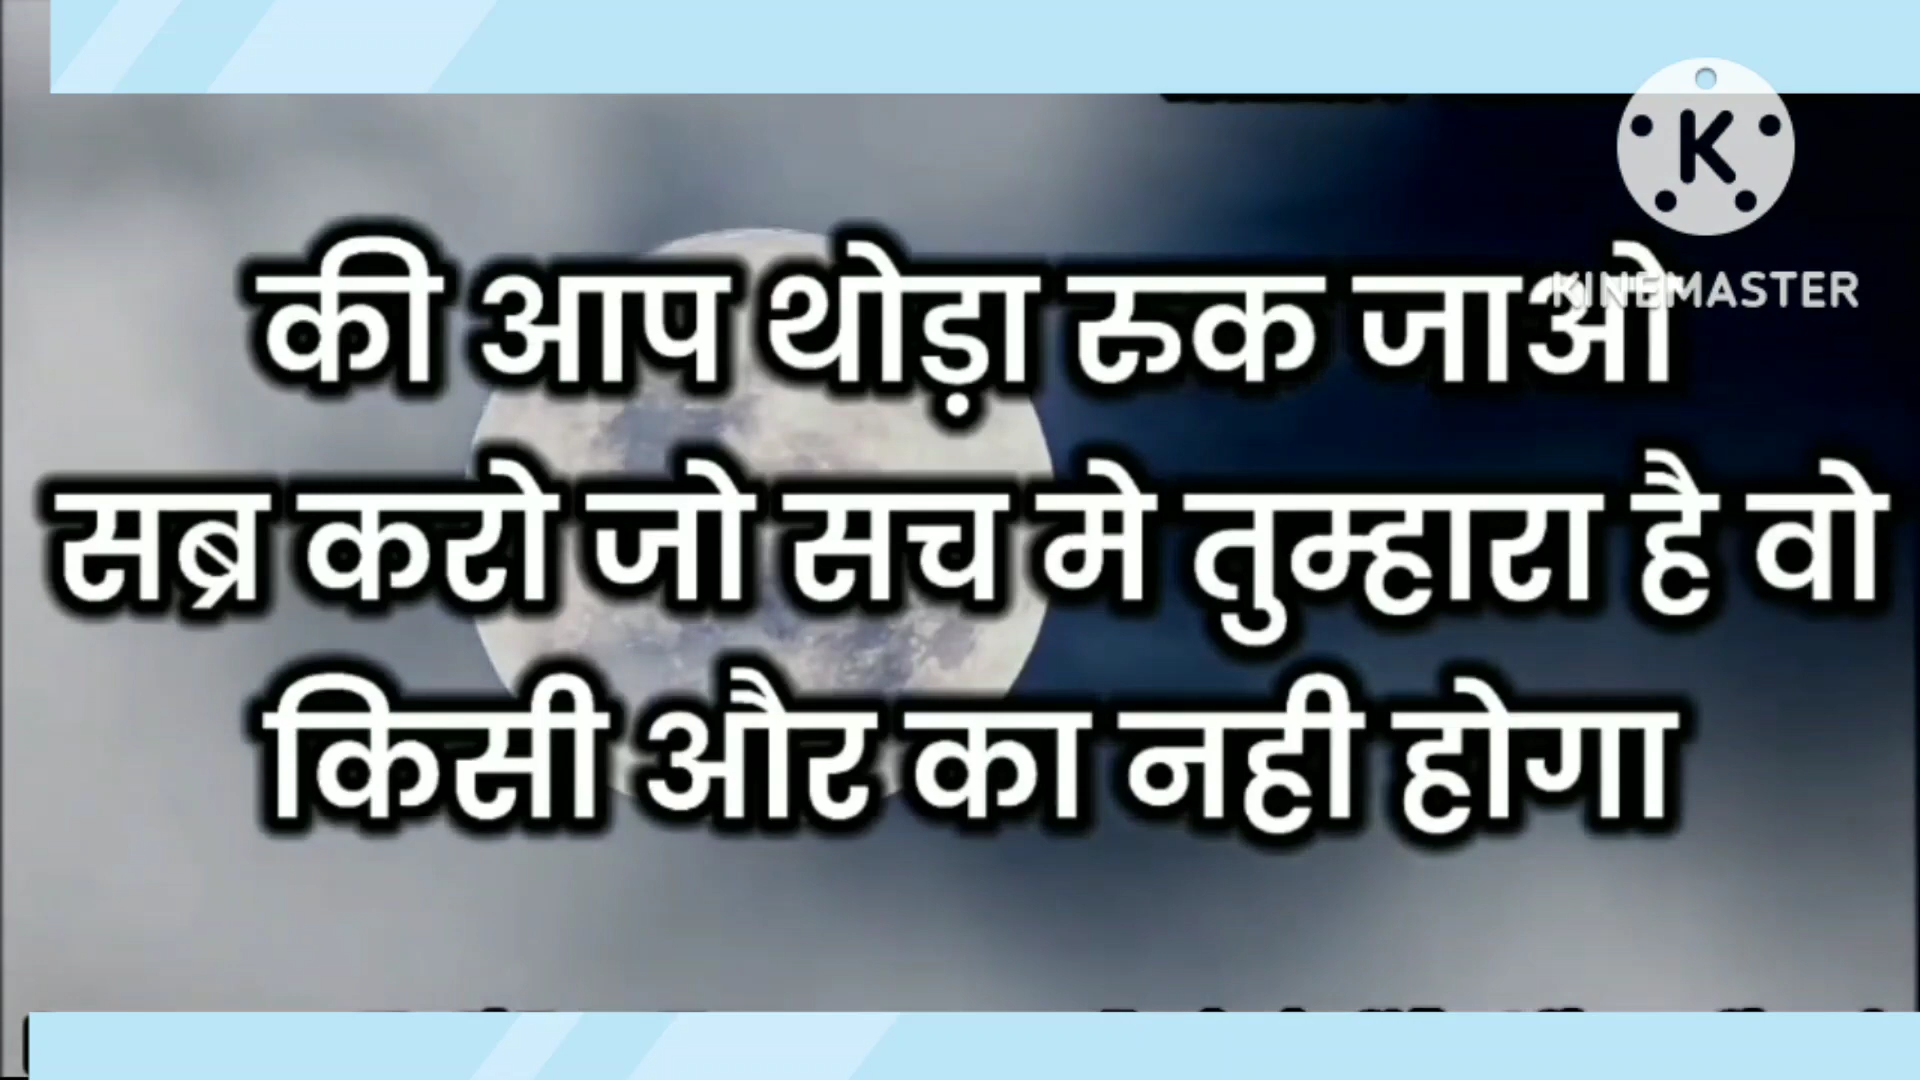 की आप थोड़ा रुक जाओ
KINEMASTER
सब्र करो जो सच मे तुम्हारा है वो
किसी और का नही होगा